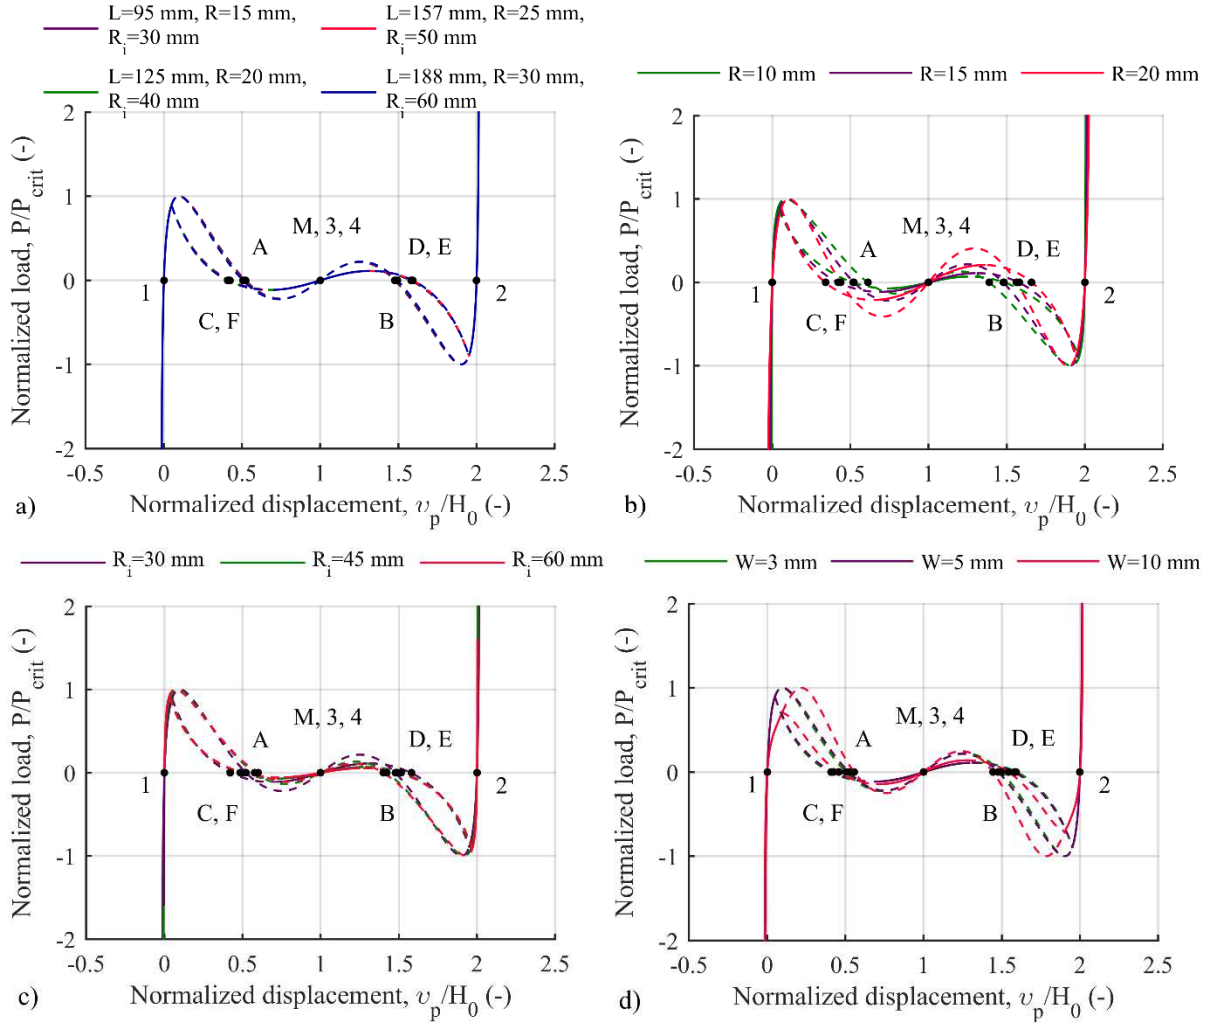 L=95 mm, R=15 mm,
R_i=30 mm
L=157 mm, R=25 mm,
R_i=50 mm
L=125 mm, R=20 mm,
R_i=40 mm
L=188 mm, R=30 mm,
R_i=60 mm
2
1
0
-1
-2
Normalized load, P/P_crit (-)
1
A
C, F
M, 3, 4
D, E
B
2
-0.5
0
0.5
1
1.5
2
2.5
Normalized displacement, υ_p/H_0 (-)
a)
R=10 mm
R=15 mm
R=20 mm
2
1
0
-1
-2
Normalized load, P/P_crit (-)
1
A
C, F
M, 3, 4
D, E
B
2
-0.5
0
0.5
1
1.5
2
2.5
Normalized displacement, υ_p/H_0 (-)
b)
R_i=30 mm
R_i=45 mm
R_i=60 mm
2
1
0
-1
-2
Normalized load, P/P_crit (-)
1
A
C, F
M, 3, 4
D, E
B
2
-0.5
0
0.5
1
1.5
2
2.5
Normalized displacement, υ_p/H_0 (-)
c)
W=3 mm
W=5 mm
W=10 mm
2
1
0
-1
-2
Normalized load, P/P_crit (-)
1
A
C, F
M, 3, 4
D, E
B
2
-0.5
0
0.5
1
1.5
2
2.5
Normalized displacement, υ_p/H_0 (-)
d)